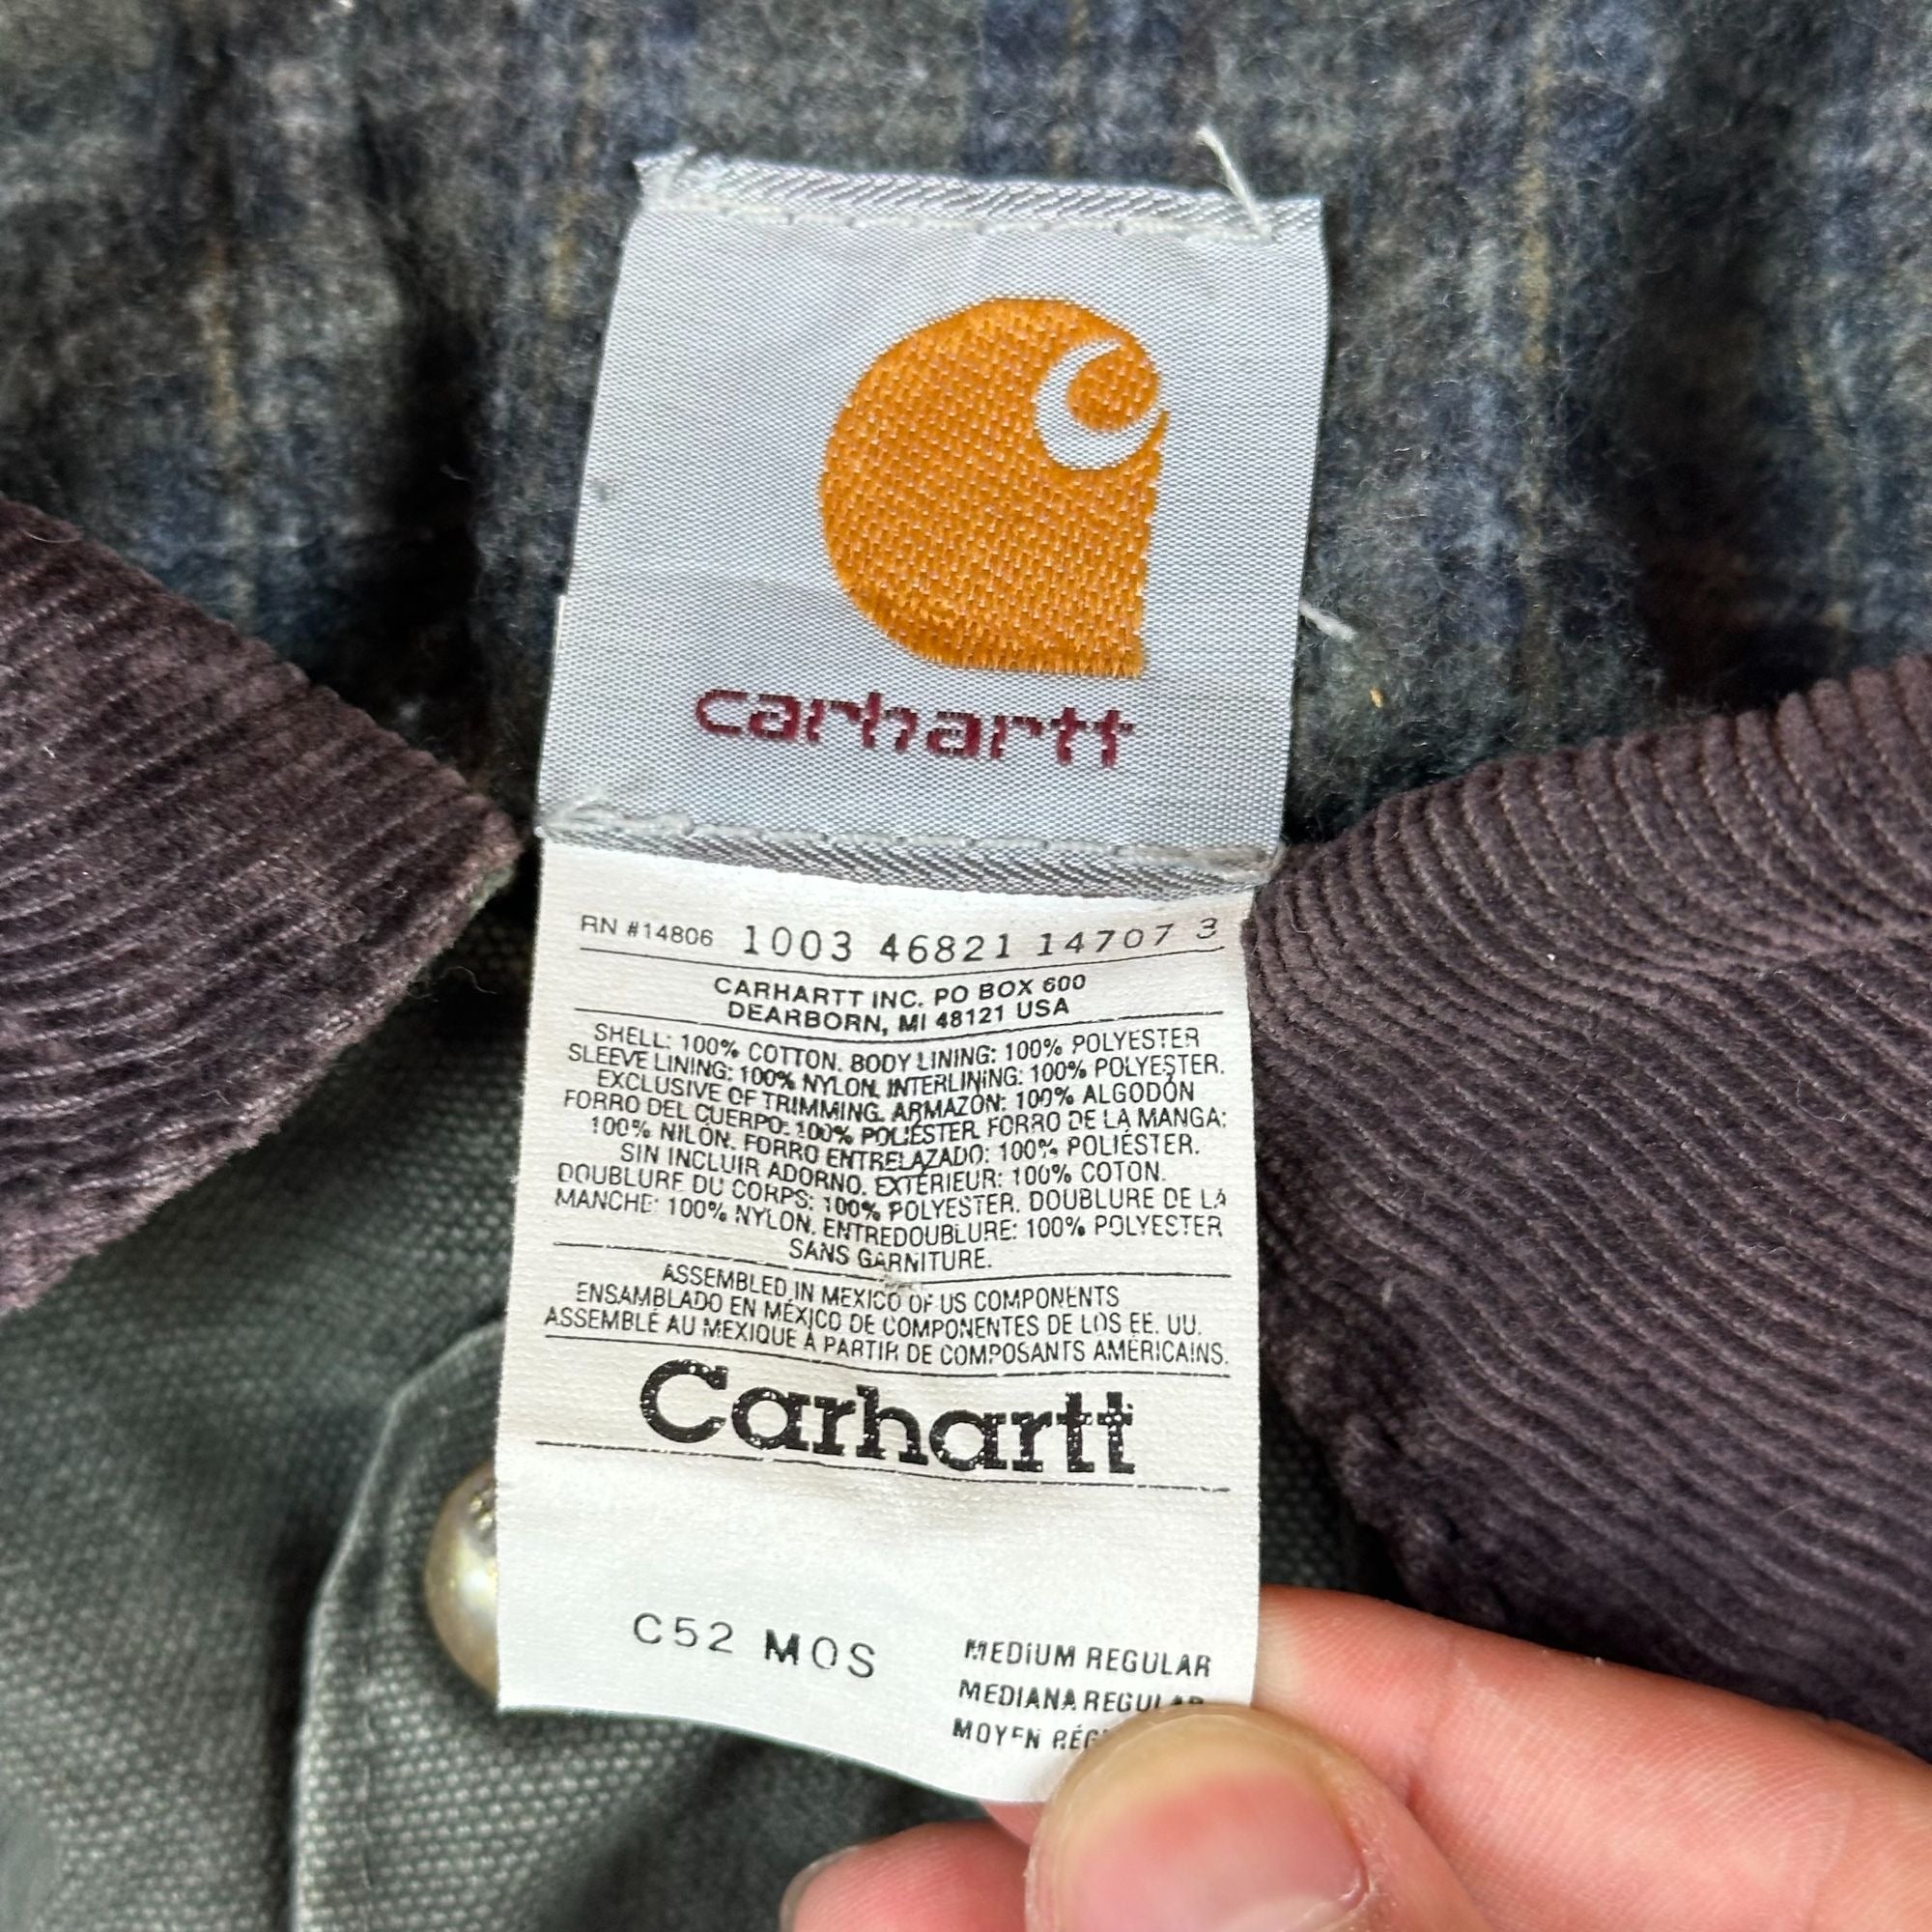 carhartt
RN #14806 1003 46821 14707 3
CARHARTT INC. PO BOX 600
DEARBORN, MI 48121 USA
SHELL: 100% COTTON. BODY LINING: 100% POLYESTER
SLEEVE LINING: 100% NYLON. INTERLINING: 100% POLYESTER.
EXCLUSIVE OF TRIMMING. ARMAZÓN: 100% ALGODÓN
FORRO DEL CUERPO: 100% POLIÉSTER. FORRO DE LA MANGA:
100% NILÓN. FORRO ENTRELAZADO: 100% POLIÉSTER.
SIN INCLUIR ADORNO. EXTÉRIEUR: 100% COTON.
DOUBLURE DU CORPS: 100% POLYESTER. DOUBLURE DE LA
MANCHE: 100% NYLON. ENTREDOUBLURE: 100% POLYESTER
SANS GARNITURE.
ASSEMBLED IN MEXICO OF US COMPONENTS
ENSAMBLADO EN MÉXICO DE COMPONENTES DE LOS EE. UU.
ASSEMBLÉ AU MEXIQUE À PARTIR DE COMPOSANTS AMÉRICAINS.
Carhartt
C52 MOS MEDIUM REGULAR
MEDIANA REGULAR
MOYEN